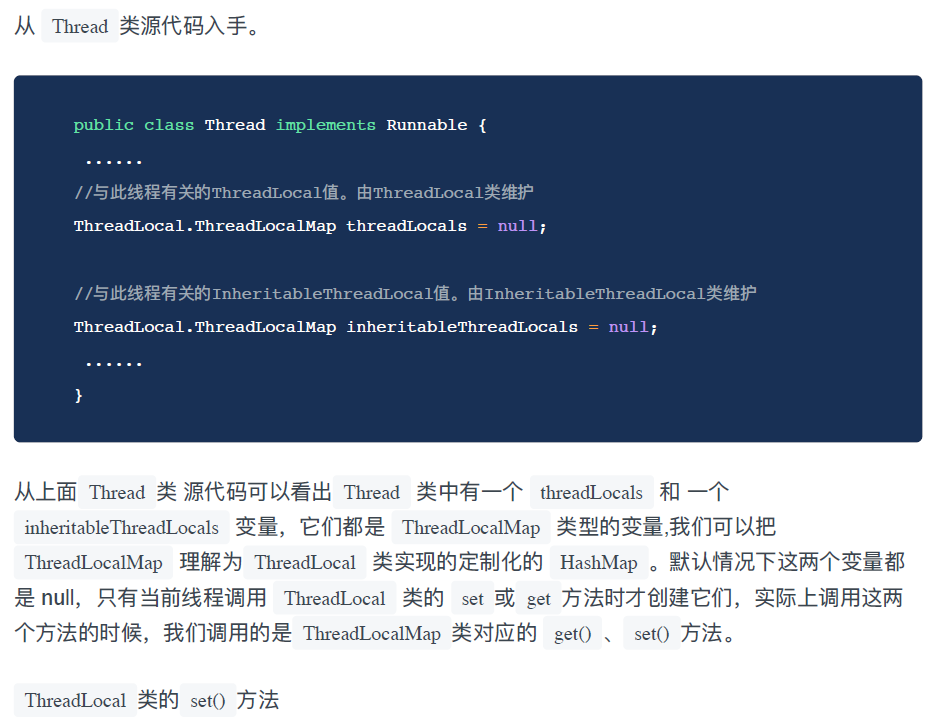 从 Thread 类源代码入手。
public class Thread implements Runnable {
......
//与此线程有关的ThreadLocal值。由ThreadLocal类维护
ThreadLocal.ThreadLocalMap threadLocals = null;
//与此线程有关的InheritableThreadLocal值。由InheritableThreadLocal类维护
ThreadLocal.ThreadLocalMap inheritableThreadLocals = null;
......
}
从上面 Thread 类 源代码可以看出 Thread 类中有一个 threadLocals 和 一个
inheritableThreadLocals 变量，它们都是 ThreadLocalMap 类型的变量,我们可以把
ThreadLocalMap 理解为 ThreadLocal 类实现的定制化的 HashMap 。默认情况下这两个变量都
是 null，只有当前线程调用 ThreadLocal 类的 set 或 get 方法时才创建它们，实际上调用这两
个方法的时候，我们调用的是 ThreadLocalMap 类对应的 get() 、 set() 方法。
ThreadLocal 类的 set() 方法